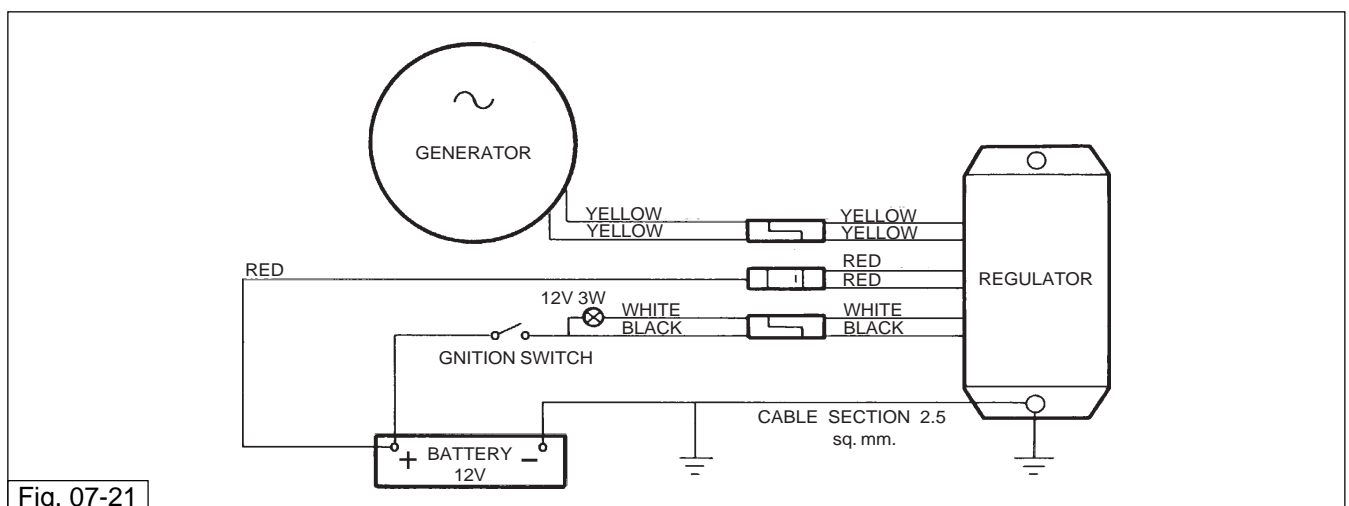 GENERATOR
YELLOW YELLOW
YELLOW YELLOW
RED
RED
RED
REGULATOR
12V 3W
WHITE WHITE
BLACK BLACK
GNITION SWITCH
CABLE SECTION 2.5
sq. mm.
+ BATTERY −
12V
Fig. 07-21